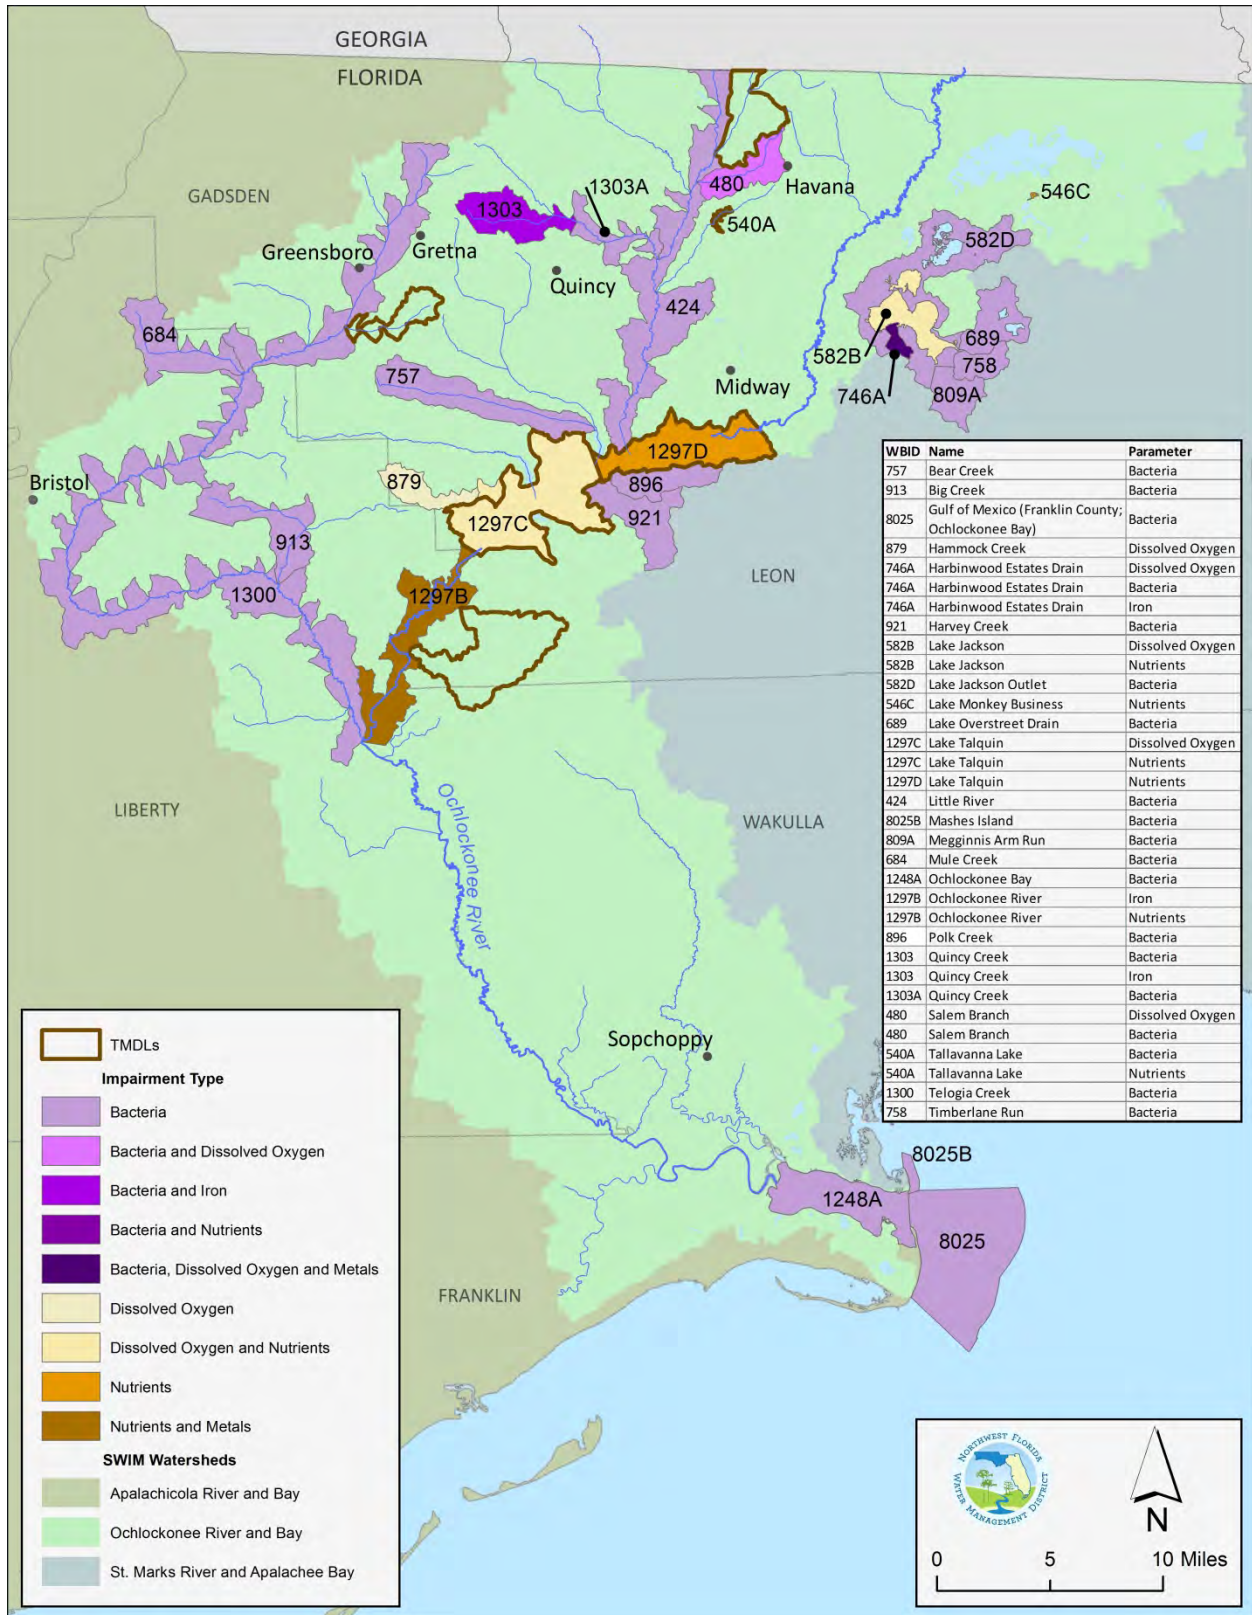 GEORGIA
FLORIDA
GADSDEN
1303A
480
Havana
546C
1303
540A
582D
Greensboro
Gretna
Quincy
424
684
582B
689
757
Midway
758
746A
809A
1297D
Bristol
879
896
1297C
921
913
LEON
1300
1297B
LIBERTY
Ochlockonee River
WAKULLA
Sopchoppy
8025B
1248A
8025
FRANKLIN
WBID Name Parameter
757 Bear Creek Bacteria
913 Big Creek Bacteria
8025 Gulf of Mexico (Franklin County; Bacteria
Ochlockonee Bay)
879 Hammock Creek Dissolved Oxygen
746A Harbinwood Estates Drain Dissolved Oxygen
746A Harbinwood Estates Drain Bacteria
746A Harbinwood Estates Drain Iron
921 Harvey Creek Bacteria
582B Lake Jackson Dissolved Oxygen
582B Lake Jackson Nutrients
582D Lake Jackson Outlet Bacteria
546C Lake Monkey Business Nutrients
689 Lake Overstreet Drain Bacteria
1297C Lake Talquin Dissolved Oxygen
1297C Lake Talquin Nutrients
1297D Lake Talquin Nutrients
424 Little River Bacteria
8025B Mashes Island Bacteria
809A Megginnis Arm Run Bacteria
684 Mule Creek Bacteria
1248A Ochlockonee Bay Bacteria
1297B Ochlockonee River Iron
1297B Ochlockonee River Nutrients
896 Polk Creek Bacteria
1303 Quincy Creek Bacteria
1303 Quincy Creek Iron
1303A Quincy Creek Bacteria
480 Salem Branch Dissolved Oxygen
480 Salem Branch Bacteria
540A Tallavanna Lake Bacteria
540A Tallavanna Lake Nutrients
1300 Telogia Creek Bacteria
758 Timberlane Run Bacteria
TMDLs
Impairment Type
Bacteria
Bacteria and Dissolved Oxygen
Bacteria and Iron
Bacteria and Nutrients
Bacteria, Dissolved Oxygen and Metals
Dissolved Oxygen
Dissolved Oxygen and Nutrients
Nutrients
Nutrients and Metals
SWIM Watersheds
Apalachicola River and Bay
Ochlockonee River and Bay
St. Marks River and Apalachee Bay
NORTHWEST FLORIDA
WATER MANAGEMENT DISTRICT
N
0 5 10 Miles